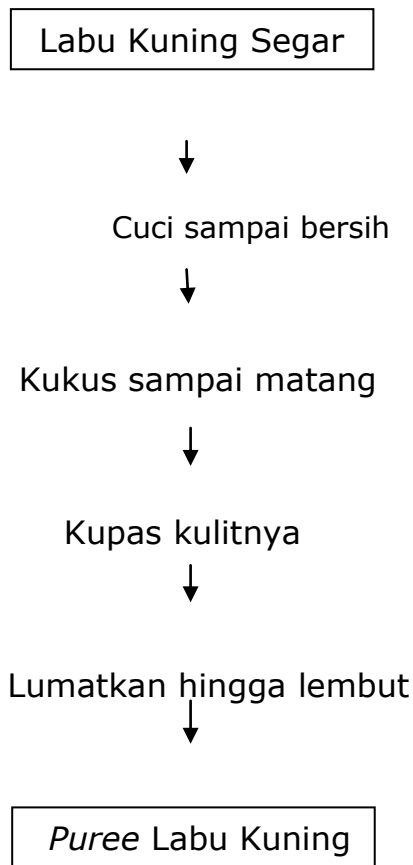 Labu Kuning Segar
Cuci sampai bersih
Kukus sampai matang
Kupas kulitnya
Lumatkan hingga lembut
Puree Labu Kuning